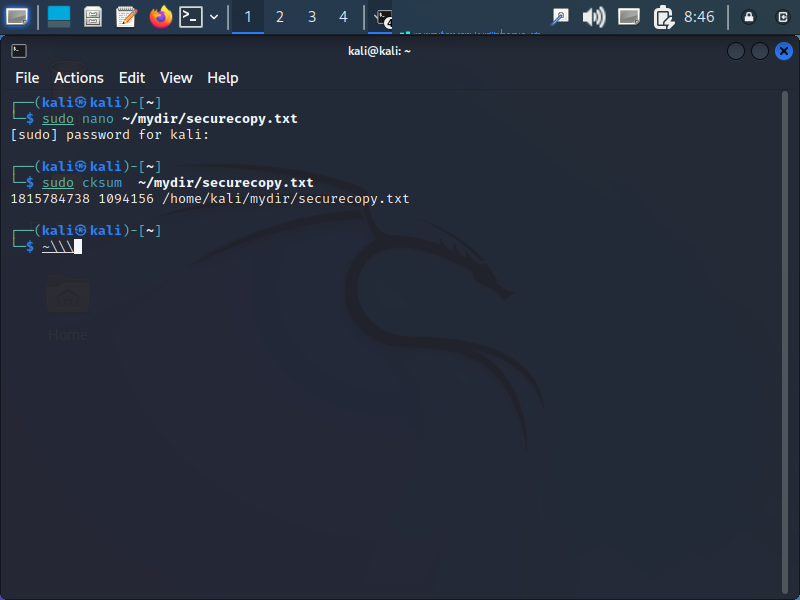 1 2 3 4 8:46
kali@kali: ~
File Actions Edit View Help
┌──(kali㉿kali)-[~]
└─$ sudo nano ~/mydir/securecopy.txt
[sudo] password for kali:
┌──(kali㉿kali)-[~]
└─$ sudo cksum  ~/mydir/securecopy.txt
1815784738 1094156 /home/kali/mydir/securecopy.txt
┌──(kali㉿kali)-[~]
└─$ ~\\\
Home